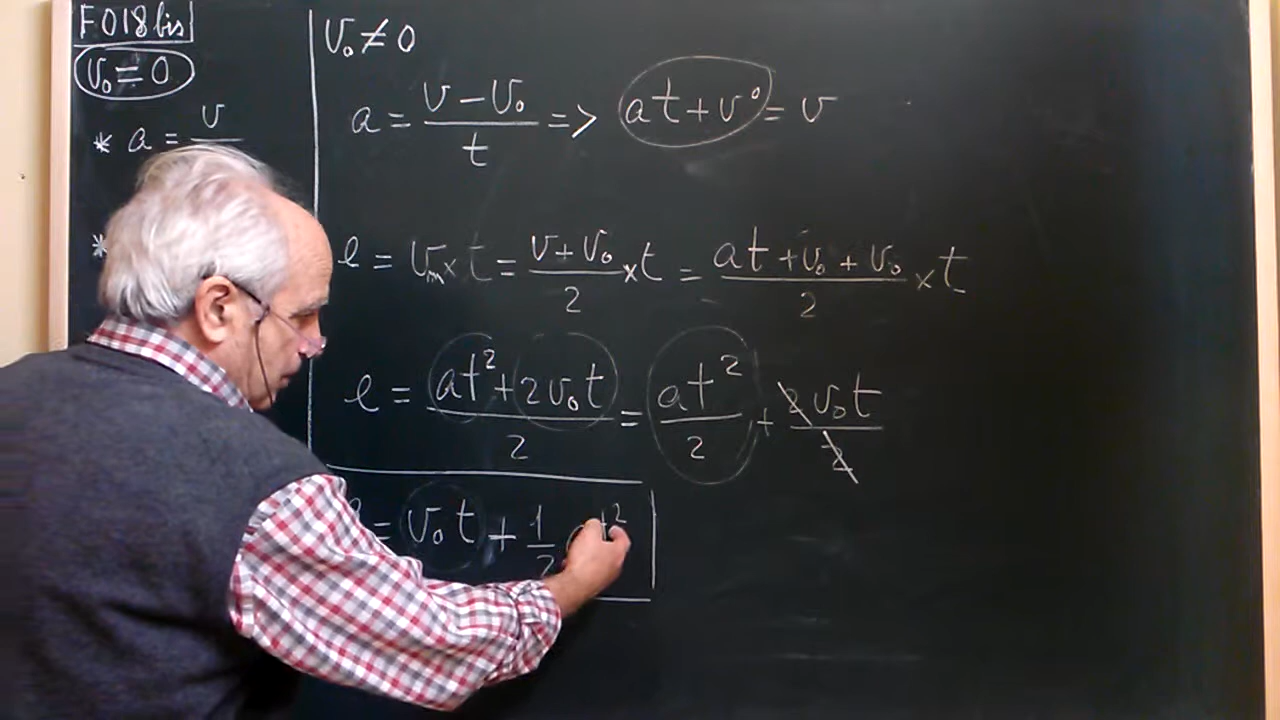 F018bis
v₀ = 0
* a = v
*
v₀ ≠ 0
a = (v - v₀)/t => at + v⁰ = v
e = vₘ × t = (v + v₀)/2 × t = (at + v₀ + v₀)/2 × t
e = (at² + 2v₀t)/2 = at²/2 + 2v₀t/2
= v₀t + 1/2 t²